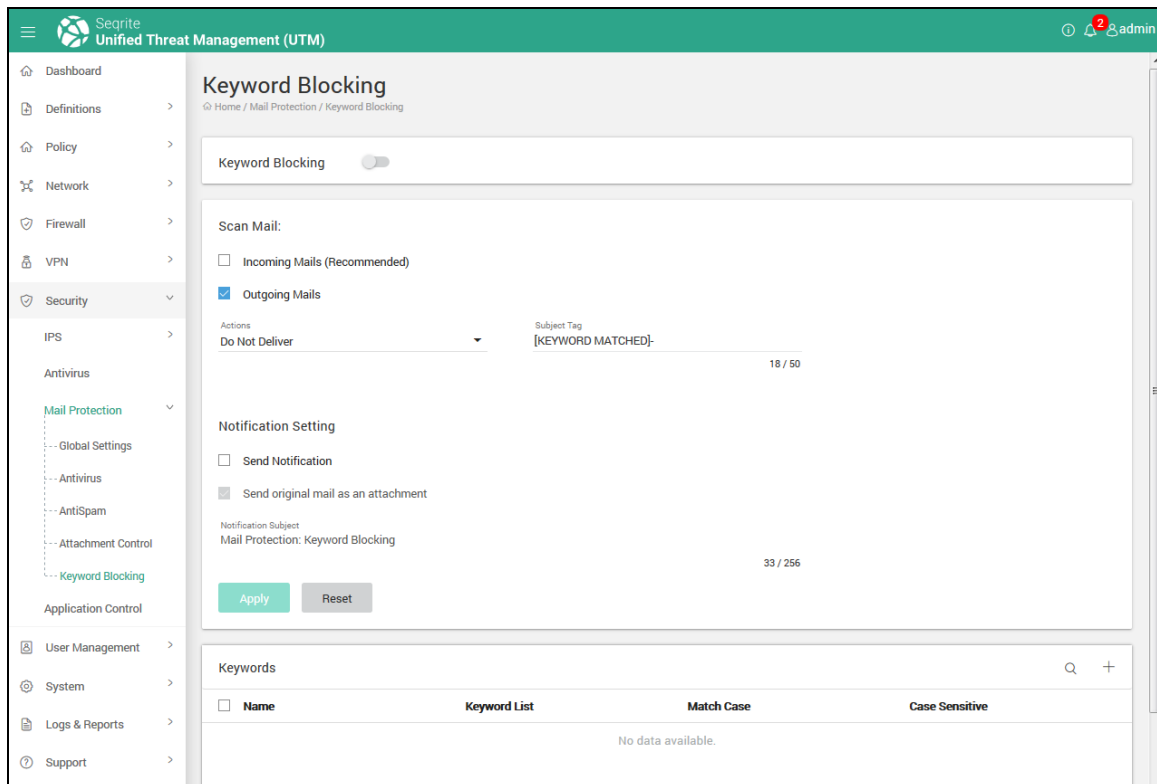 Seqrite
Unified Threat Management (UTM)
2
admin
Dashboard
Definitions
Policy
Network
Firewall
VPN
Security
IPS
Antivirus
Mail Protection
Global Settings
Antivirus
AntiSpam
Attachment Control
Keyword Blocking
Application Control
User Management
System
Logs & Reports
Support
Keyword Blocking
Home / Mail Protection / Keyword Blocking
Keyword Blocking
Scan Mail:
Incoming Mails (Recommended)
Outgoing Mails
Actions
Do Not Deliver
Subject Tag
[KEYWORD MATCHED]-
18 / 50
Notification Setting
Send Notification
Send original mail as an attachment
Notification Subject
Mail Protection: Keyword Blocking
33 / 256
Apply Reset
Keywords
Name Keyword List Match Case Case Sensitive
No data available.